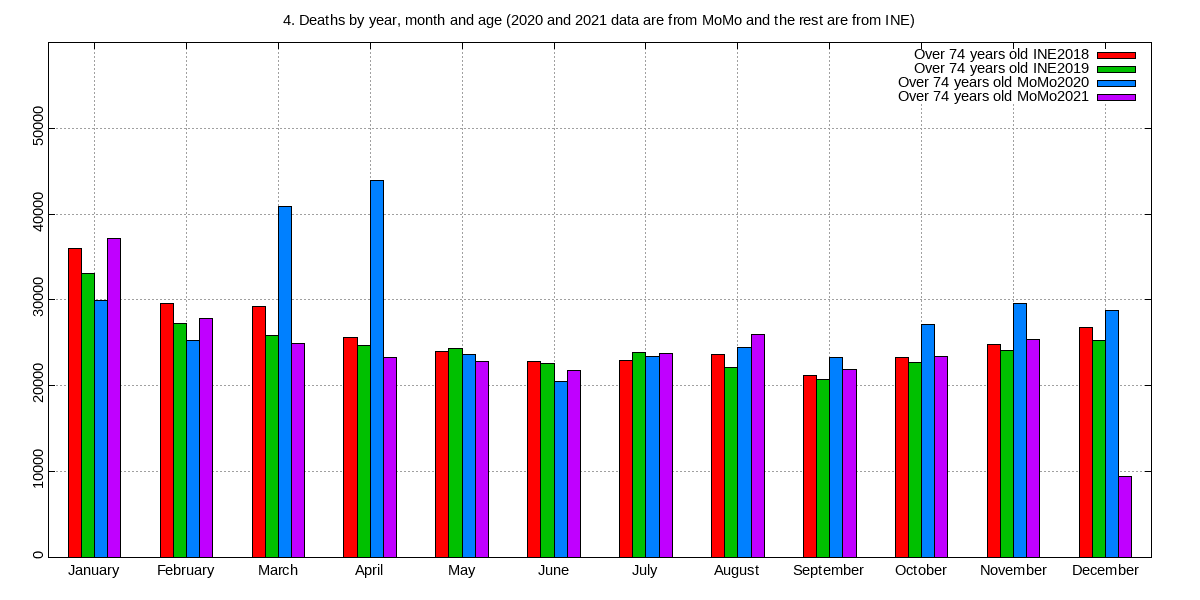 4. Deaths by year, month and age (2020 and 2021 data are from MoMo and the rest are from INE)
Over 74 years old INE2018
Over 74 years old INE2019
Over 74 years old MoMo2020
Over 74 years old MoMo2021
50000
40000
30000
20000
10000
0
January February March April May June July August September October November December